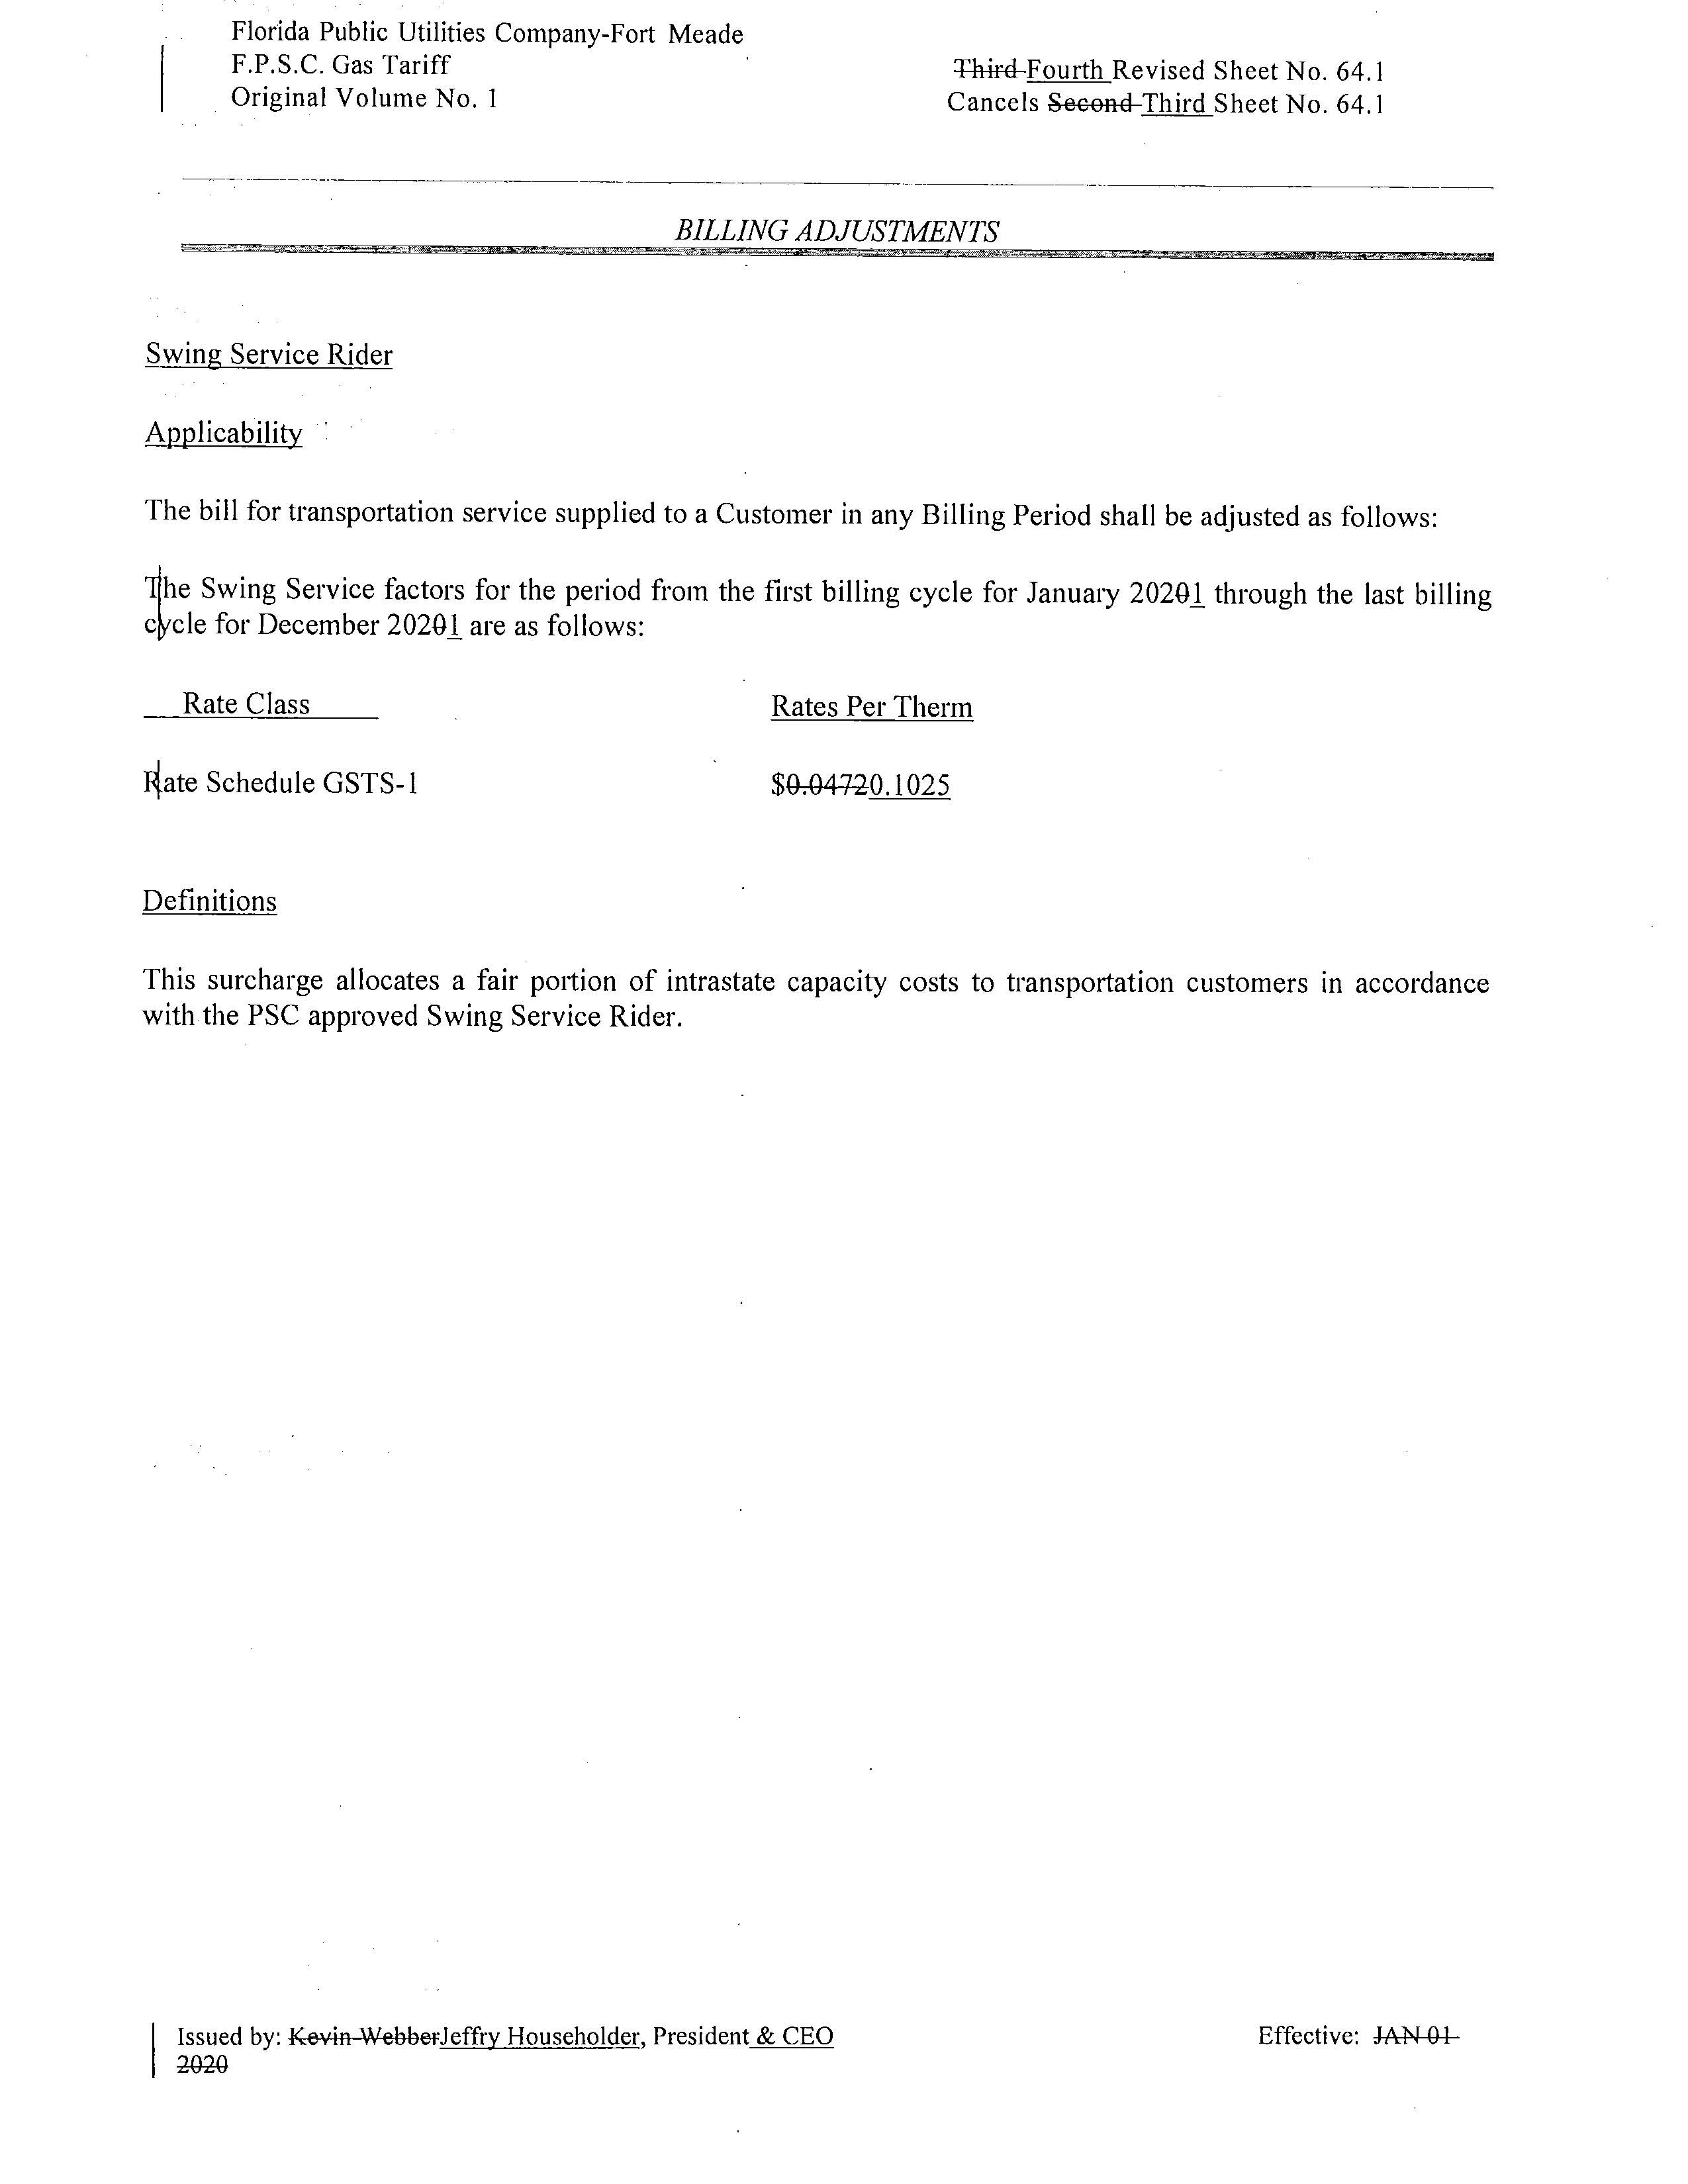 Florida Public Utilities Company-Fort Meade
F.P.S.C. Gas Tariff
Original Volume No. 1
Third Fourth Revised Sheet No. 64.1
Cancels Second Third Sheet No. 64.1
BILLING ADJUSTMENTS
Swing Service Rider
Applicability
The bill for transportation service supplied to a Customer in any Billing Period shall be adjusted as follows:
The Swing Service factors for the period from the first billing cycle for January 20201 through the last billing
cycle for December 20201 are as follows:
Rate Class
Rates Per Therm
Rate Schedule GSTS-1
$0.04720.1025
Definitions
This surcharge allocates a fair portion of intrastate capacity costs to transportation customers in accordance
with the PSC approved Swing Service Rider.
Issued by: Kevin WebberJeffry Householder, President & CEO
Effective: JAN 01
2020